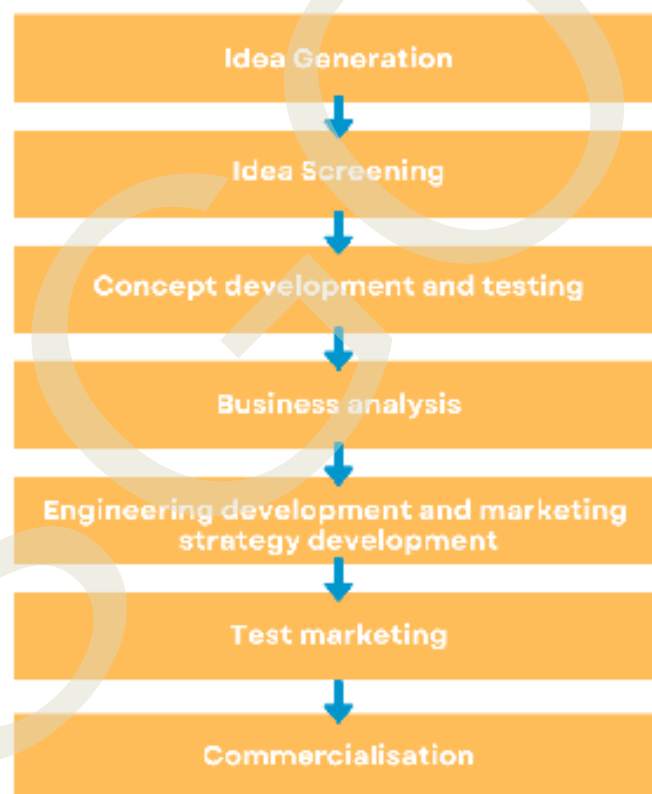 Idea Generation
Idea Screening
Concept development and testing
Business analysis
Engineering development and marketing
strategy development
Test marketing
Commercialisation